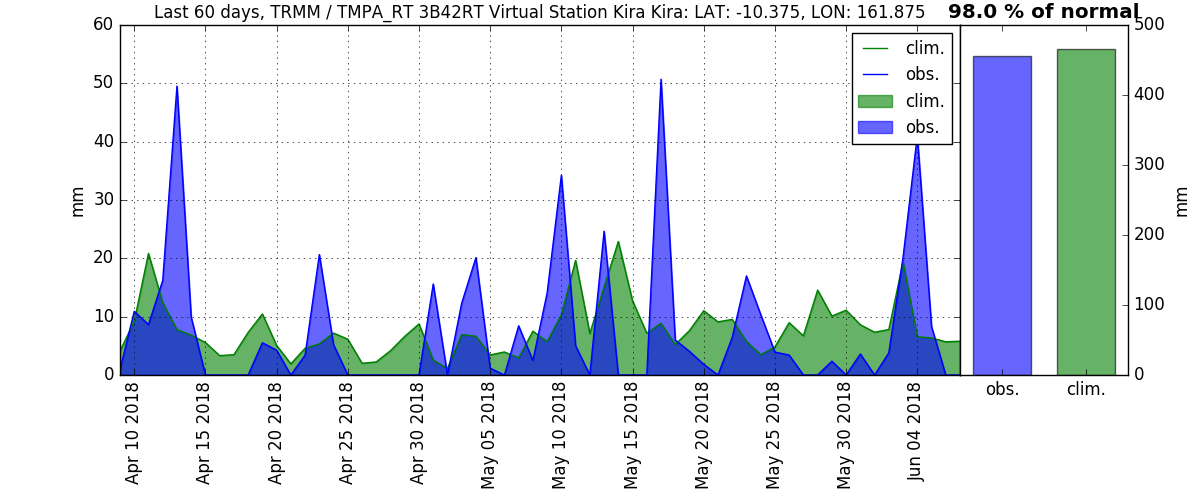 Last 60 days, TRMM / TMPA_RT 3B42RT Virtual Station Kira Kira: LAT: -10.375, LON: 161.875
98.0 % of normal
60
50
40
30
20
10
0
mm
clim.
obs.
clim.
obs.
500
400
300
200
100
0
mm
Apr 10 2018
Apr 15 2018
Apr 20 2018
Apr 25 2018
Apr 30 2018
May 05 2018
May 10 2018
May 15 2018
May 20 2018
May 25 2018
May 30 2018
Jun 04 2018
obs.
clim.